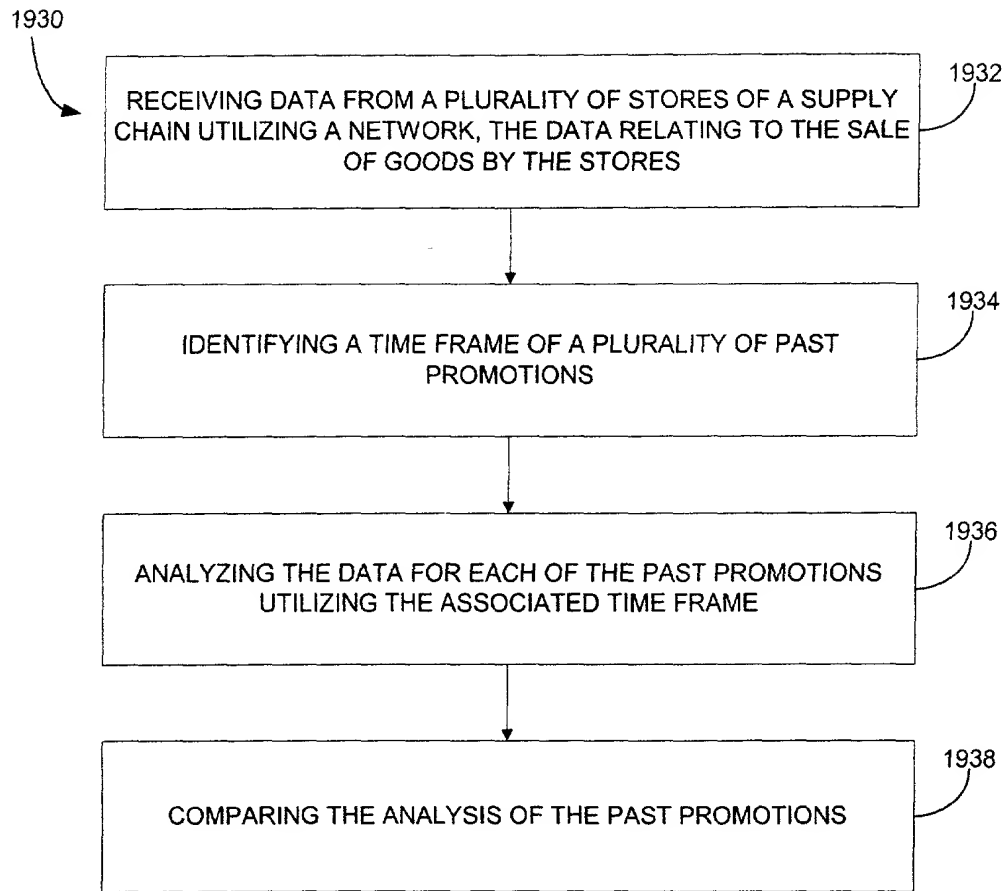 1930
RECEIVING DATA FROM A PLURALITY OF STORES OF A SUPPLY
CHAIN UTILIZING A NETWORK, THE DATA RELATING TO THE SALE
OF GOODS BY THE STORES
1932
IDENTIFYING A TIME FRAME OF A PLURALITY OF PAST
PROMOTIONS
1934
ANALYZING THE DATA FOR EACH OF THE PAST PROMOTIONS
UTILIZING THE ASSOCIATED TIME FRAME
1936
COMPARING THE ANALYSIS OF THE PAST PROMOTIONS
1938